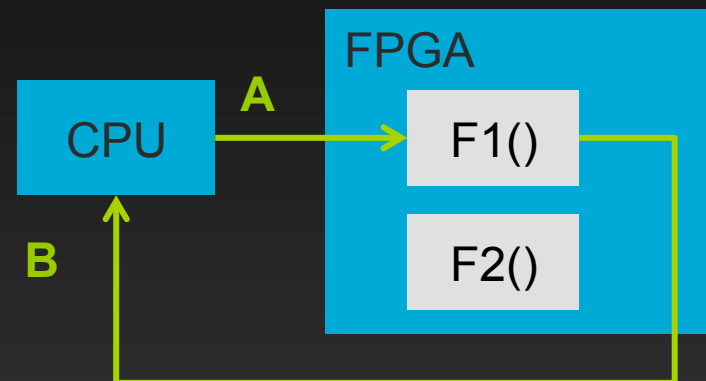 FPGA
A
CPU
F1()
B
F2()